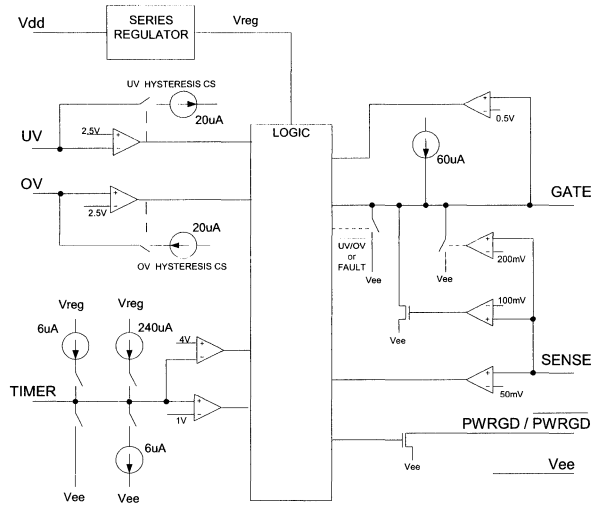 Vdd
SERIES
REGULATOR
Vreg
UV HYSTERESIS CS
20uA
2.5V
UV
LOGIC
0.5V
60uA
OV
2.5V
GATE
20uA
OV HYSTERESIS CS
UV/OV
or
FAULT
Vee
Vee
200mV
Vreg
Vreg
6uA
240uA
100mV
Vee
4V
SENSE
TIMER
1V
50mV
PWRGD / PWRGD
6uA
Vee
Vee
Vee
Vee